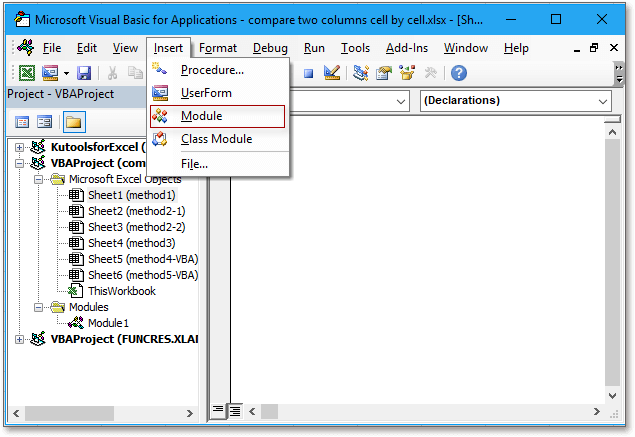 Microsoft Visual Basic for Applications - compare two columns cell by cell.xlsx - [Sh...
File Edit View Insert Format Debug Run Tools Add-Ins Window Help
Procedure...
UserForm
Module
Class Module
File...
Project - VBAProject
(Declarations)
KutoolsforExcel (
VBAProject (com
Microsoft Excel Objects
Sheet1 (method1)
Sheet2 (method2-1)
Sheet3 (method2-2)
Sheet4 (method3)
Sheet5 (method4-VBA)
Sheet6 (method5-VBA)
ThisWorkbook
Modules
Module1
VBAProject (FUNCRES.XLA